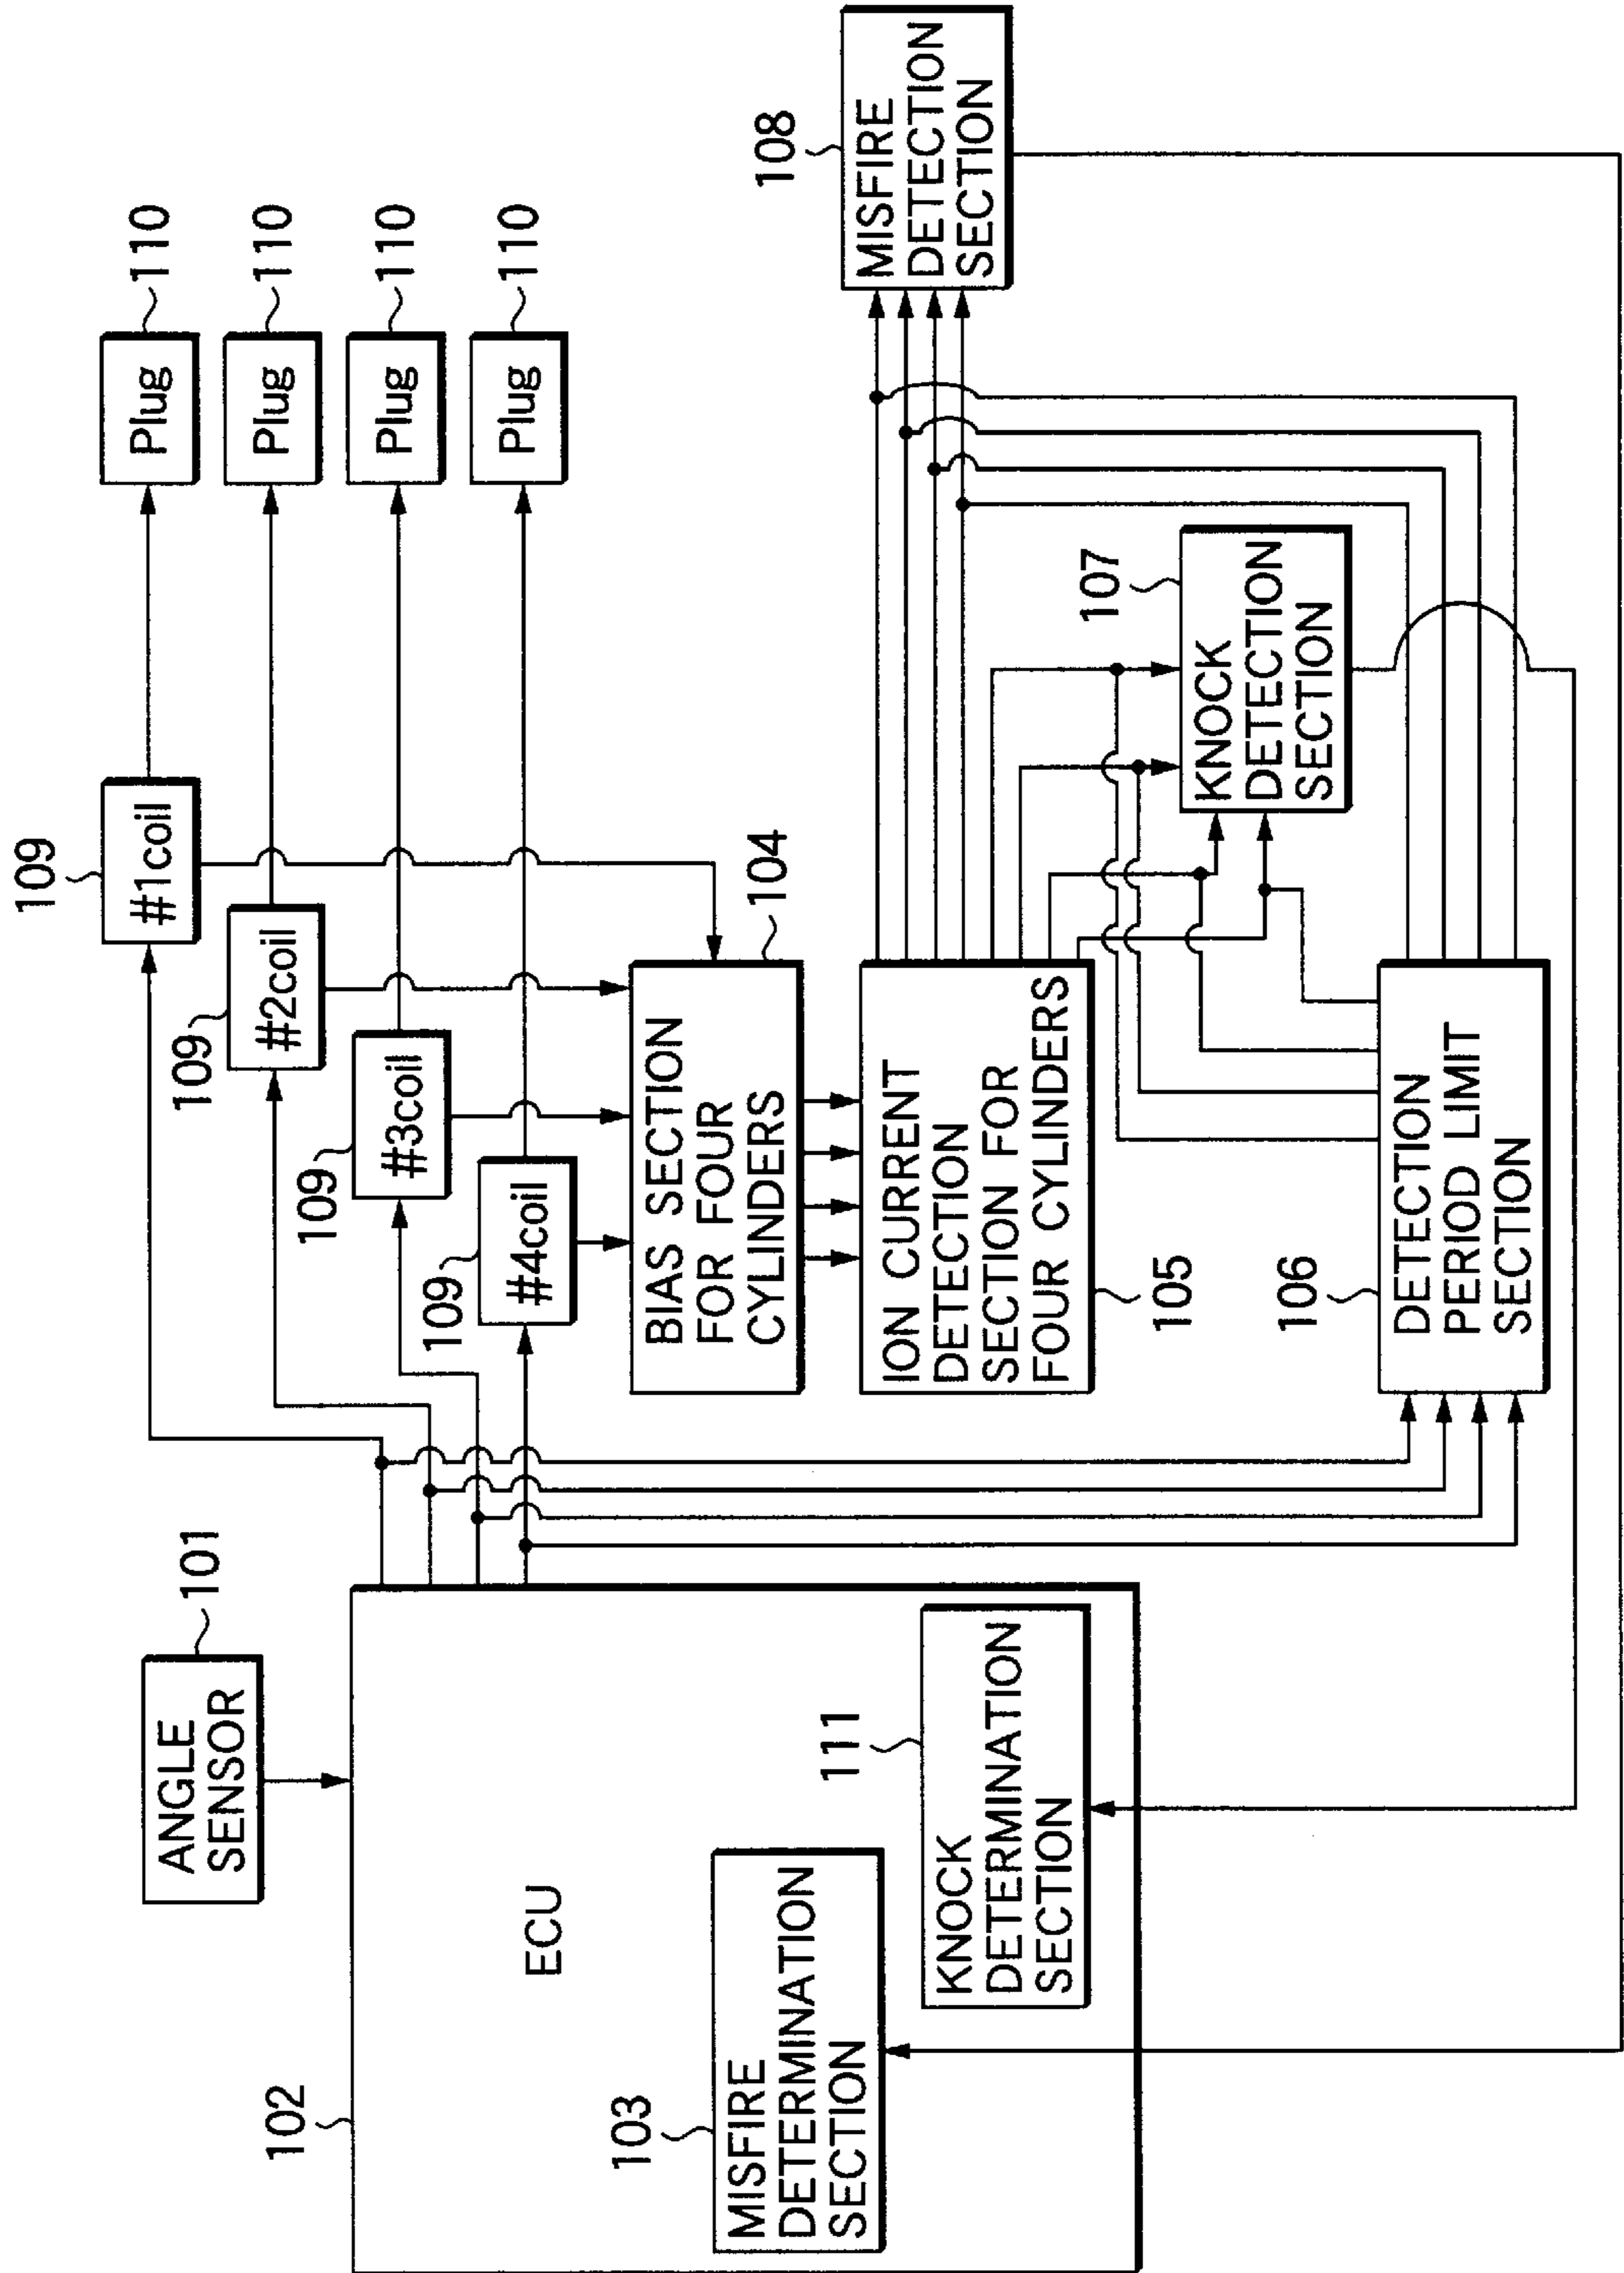 101
ANGLE
SENSOR
102
ECU
103
MISFIRE
DETERMINATION
SECTION
111
KNOCK
DETERMINATION
SECTION
109
#1coil
109
#2coil
109
#3coil
109
#4coil
Plug
110
Plug
110
Plug
110
Plug
110
104
BIAS SECTION
FOR FOUR
CYLINDERS
ION CURRENT
DETECTION
SECTION FOR
FOUR CYLINDERS
105
106
DETECTION
PERIOD LIMIT
SECTION
107
KNOCK
DETECTION
SECTION
108
MISFIRE
DETECTION
SECTION